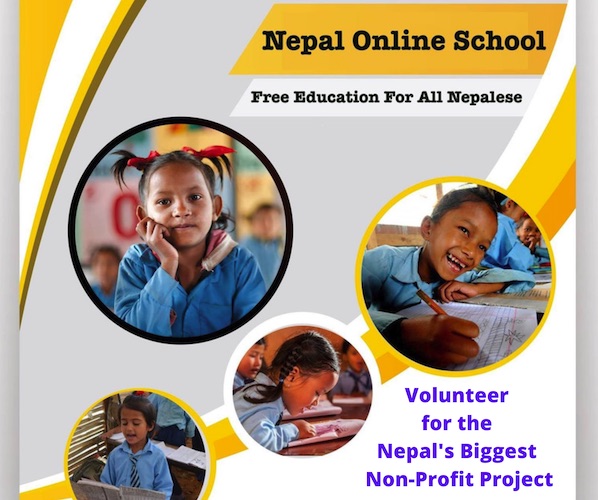 Nepal Online School
Free Education For All Nepalese
Volunteer
for the
Nepal's Biggest
Non-Profit Project